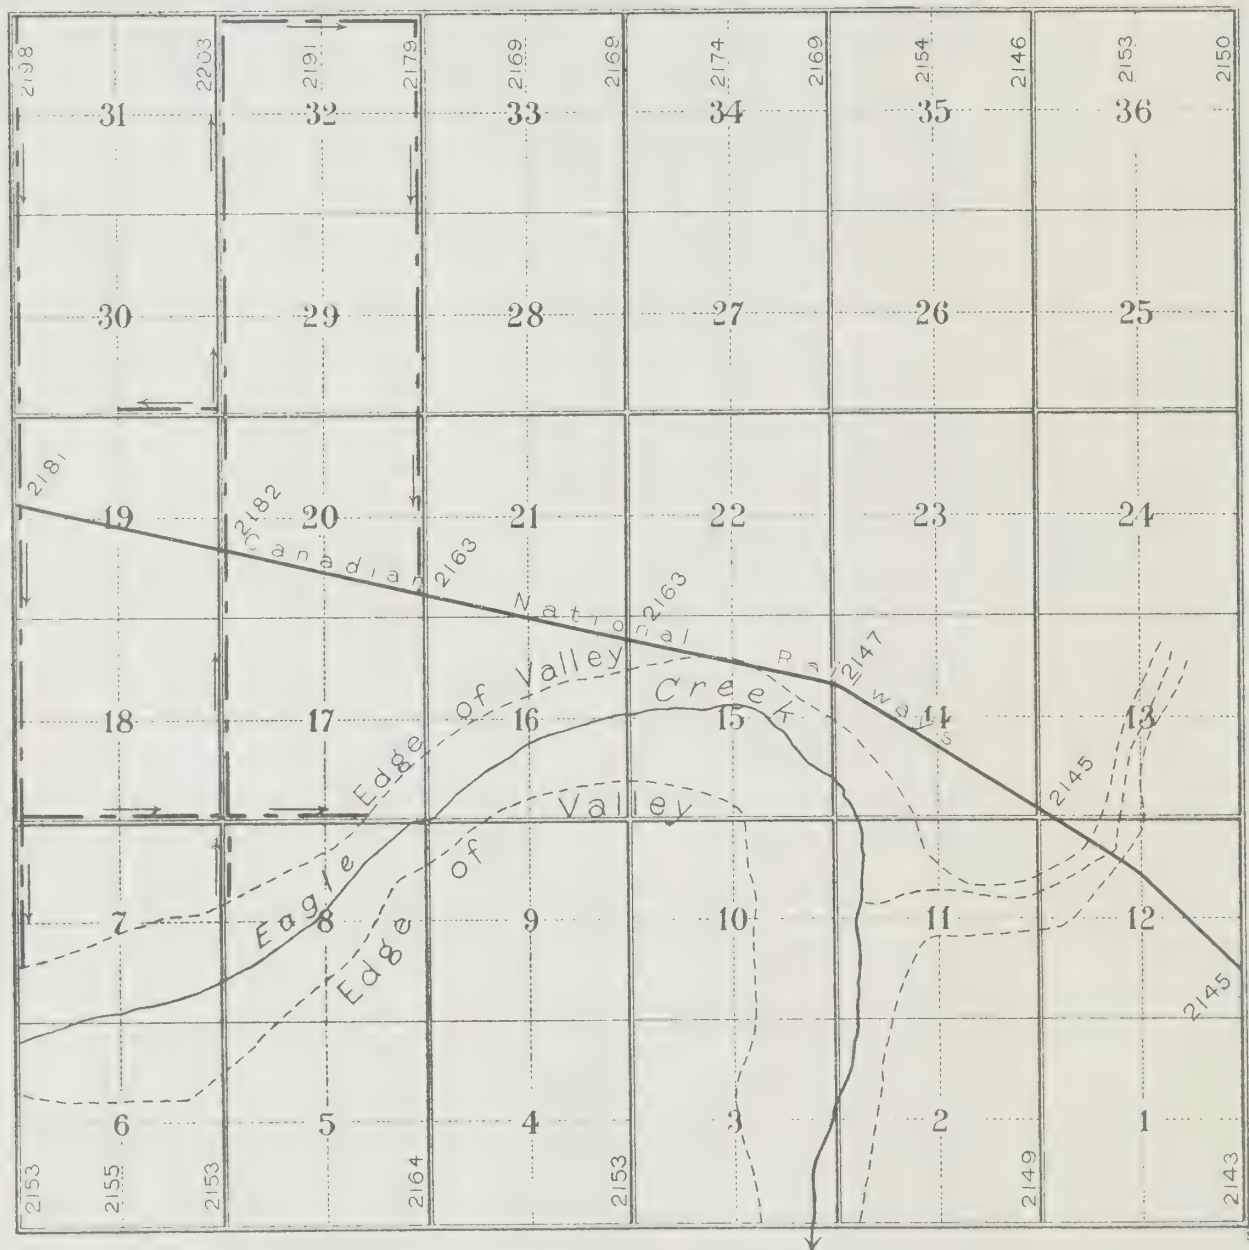 2198 2203 2191 2179 2169 2169 2174 2169 2154 2146 2153 2150
31 32 33 34 35 36
30 29 28 27 26 25
2181 2182 2163 2163 2147 2145 2145
19 20 21 22 23 24
Canadian National Railways
18 17 16 15 14 13
Edge of Valley
Eagle Creek
Edge of Valley
7 8 9 10 11 12
6 5 4 3 2 1
2153 2155 2153 2164 2153 2149 2143